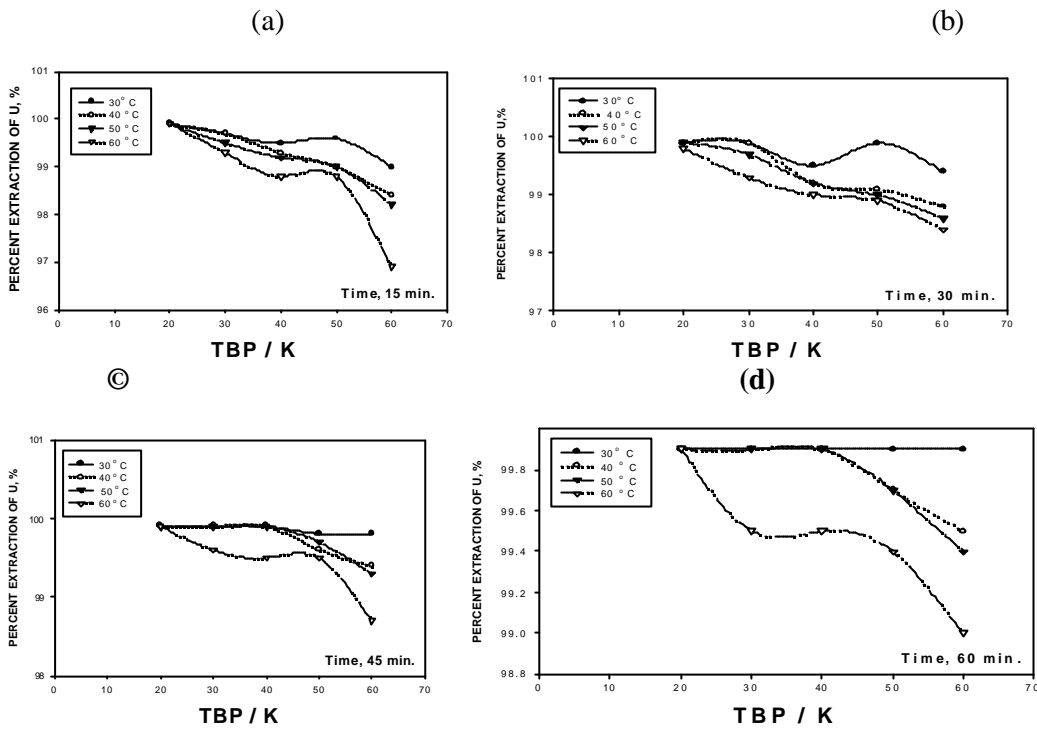 (a)
(b)
PERCENT EXTRACTION OF U, %
101
100
99
98
97
96
30° C
40° C
50° C
60° C
Time, 15 min.
0 10 20 30 40 50 60 70
TBP / K
PERCENT EXTRACTION OF U,%
101
100
99
98
97
30° C
40° C
50° C
60° C
Time, 30 min.
0 10 20 30 40 50 60 70
TBP / K
©
(d)
PERCENT EXTRACTION OF U, %
101
100
99
98
30° C
40° C
50° C
60° C
Time, 45 min.
0 10 20 30 40 50 60 70
TBP / K
PERCENT EXTRACTION OF U, %
99.8
99.6
99.4
99.2
99.0
98.8
30° C
40° C
50° C
60° C
Time, 60 min.
0 10 20 30 40 50 60 70
TBP / K